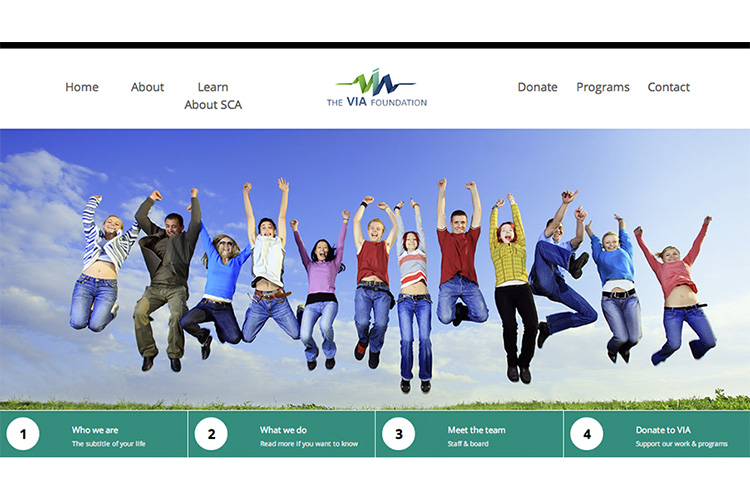 Home
About
Learn
About SCA
VIA
THE VIA FOUNDATION
Donate
Programs
Contact
1
Who we are
The subtitle of your life
2
What we do
Read more if you want to know
3
Meet the team
Staff & board
4
Donate to VIA
Support our work & programs